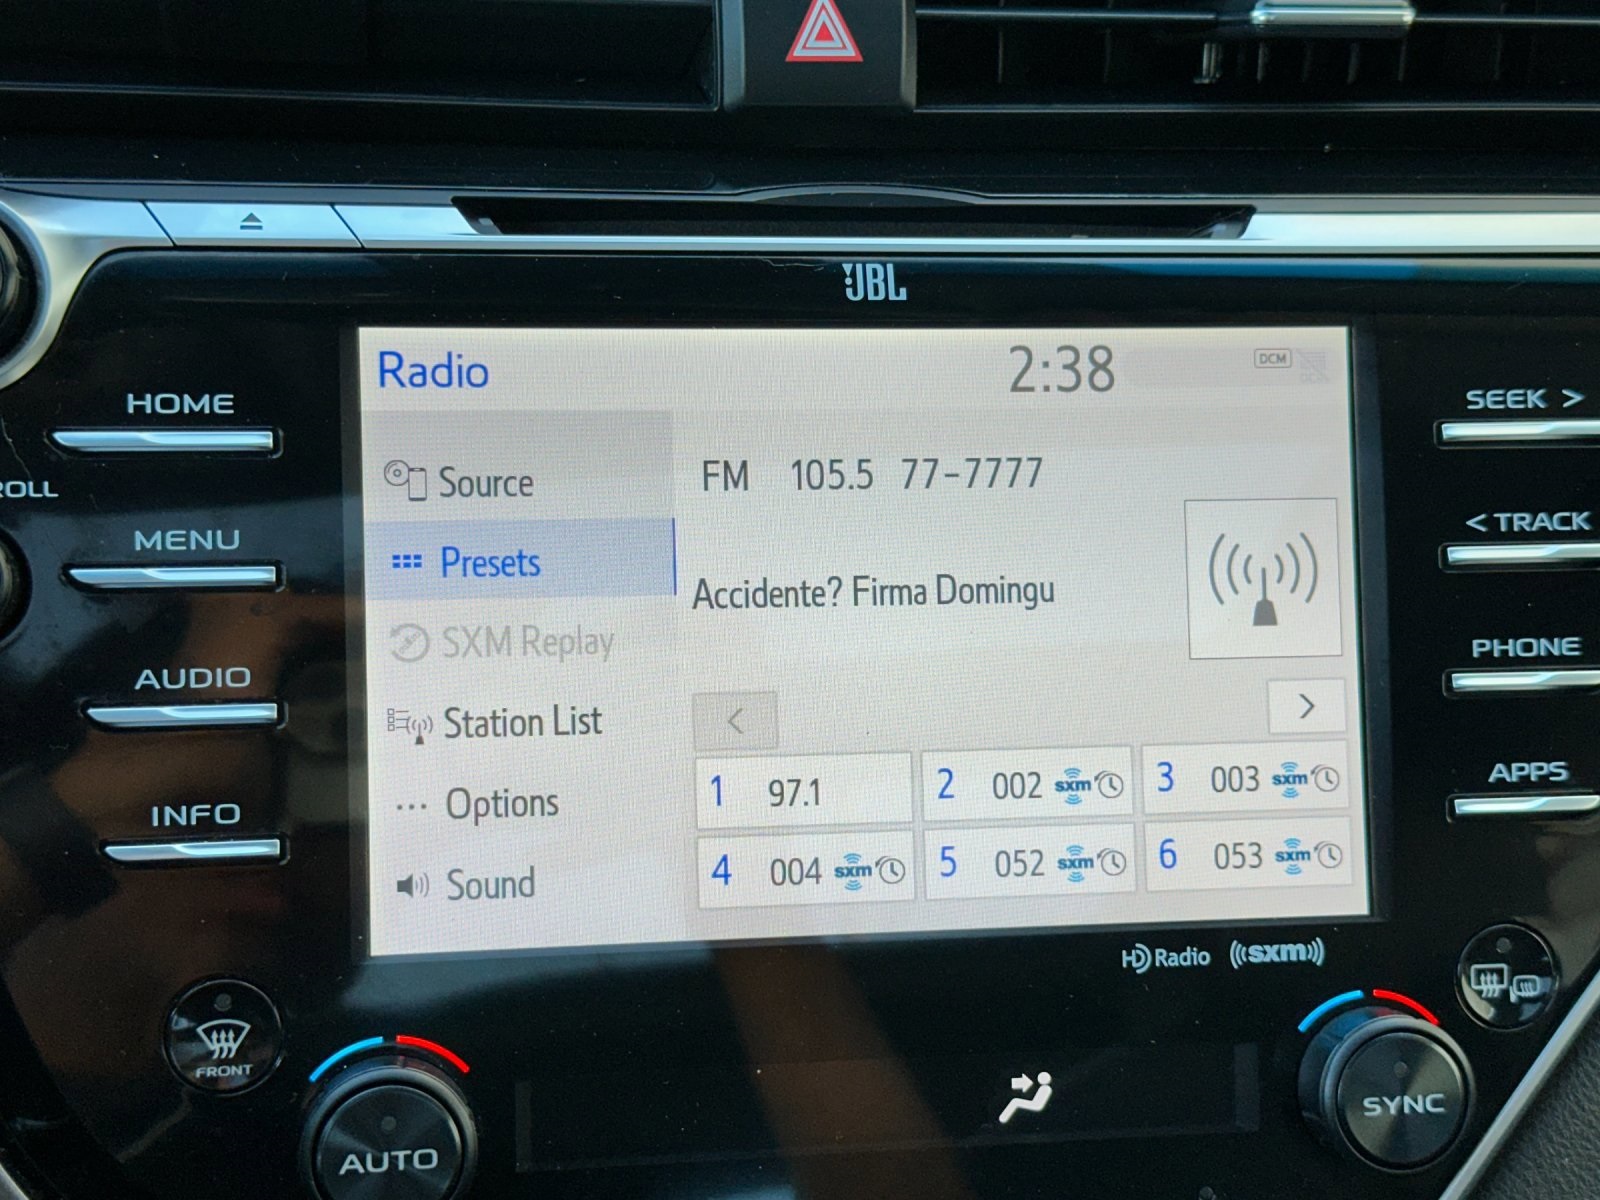 JBL
Radio 2:38 DCM
HOME
SEEK >
Source
FM 105.5 77-7777
ROLL
< TRACK
MENU
Presets
Accidente? Firma Domingu
SXM Replay
PHONE
AUDIO
Station List
< >
1 97.1
2 002 sxm
3 003 sxm
APPS
INFO
... Options
4 004 sxm
5 052 sxm
6 053 sxm
Sound
HD Radio
((sxm))
FRONT
AUTO
SYNC